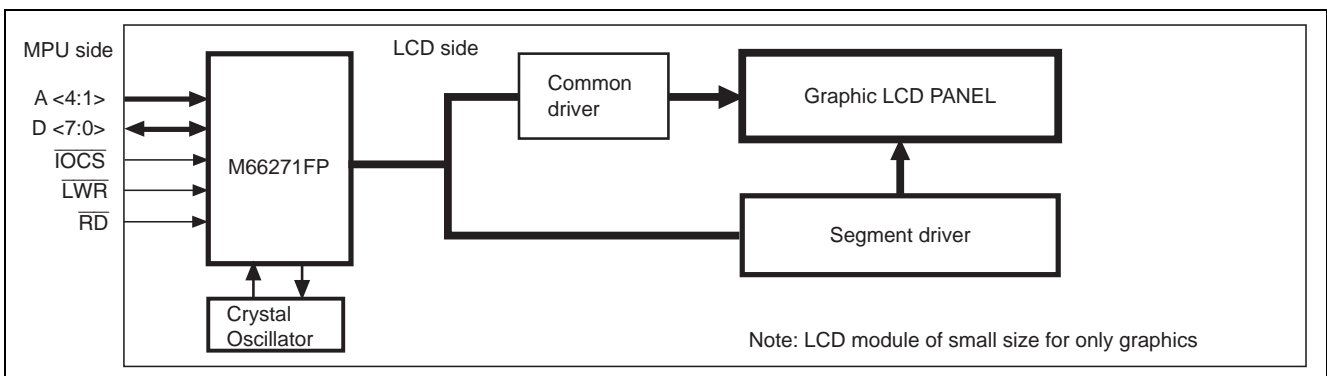 MPU side
LCD side
A <4:1>
D <7:0>
IOCS
LWR
RD
M66271FP
Crystal
Oscillator
Common
driver
Graphic LCD PANEL
Segment driver
Note: LCD module of small size for only graphics